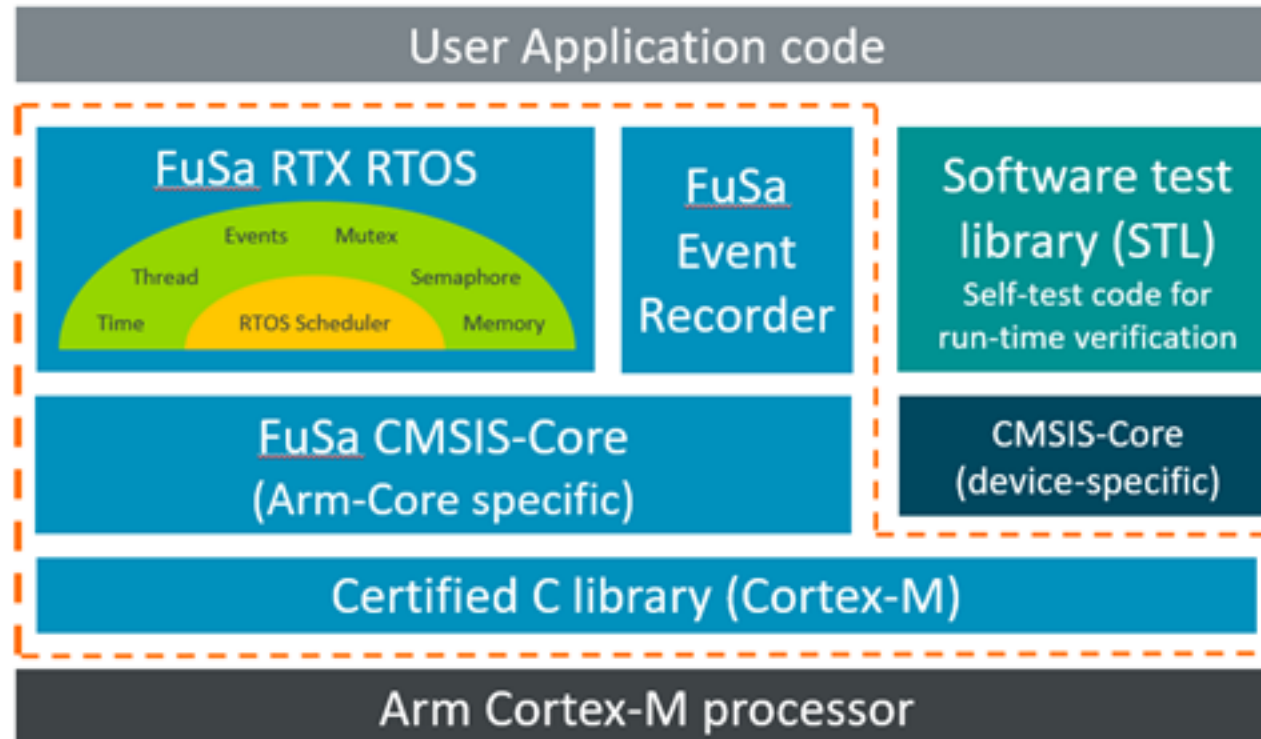 User Application code
FuSa RTX RTOS
Events Mutex
Thread Semaphore
Time RTOS Scheduler Memory
FuSa
Event
Recorder
Software test
library (STL)
Self-test code for
run-time verification
FuSa CMSIS-Core
(Arm-Core specific)
CMSIS-Core
(device-specific)
Certified C library (Cortex-M)
Arm Cortex-M processor